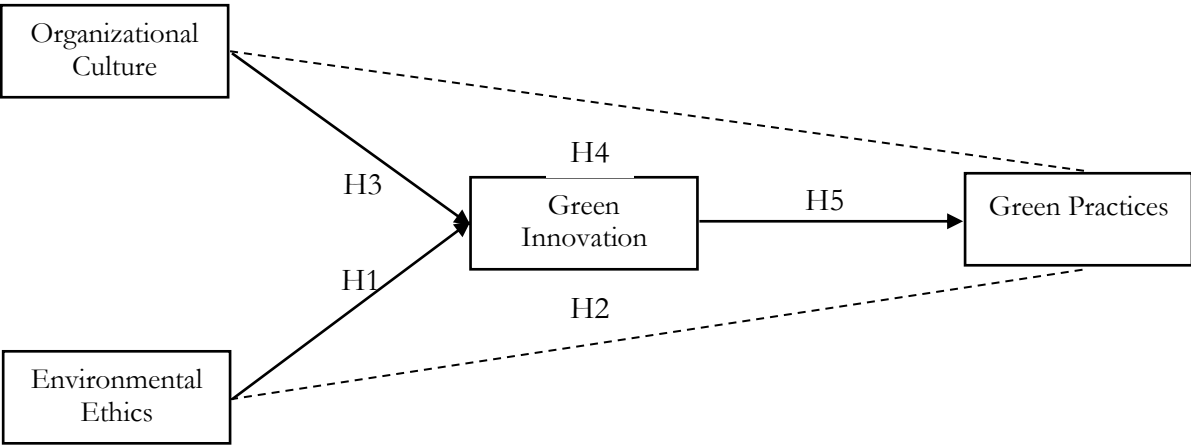 Organizational
Culture
H4
H3
Green
Innovation
H5
Green Practices
H1
H2
Environmental
Ethics